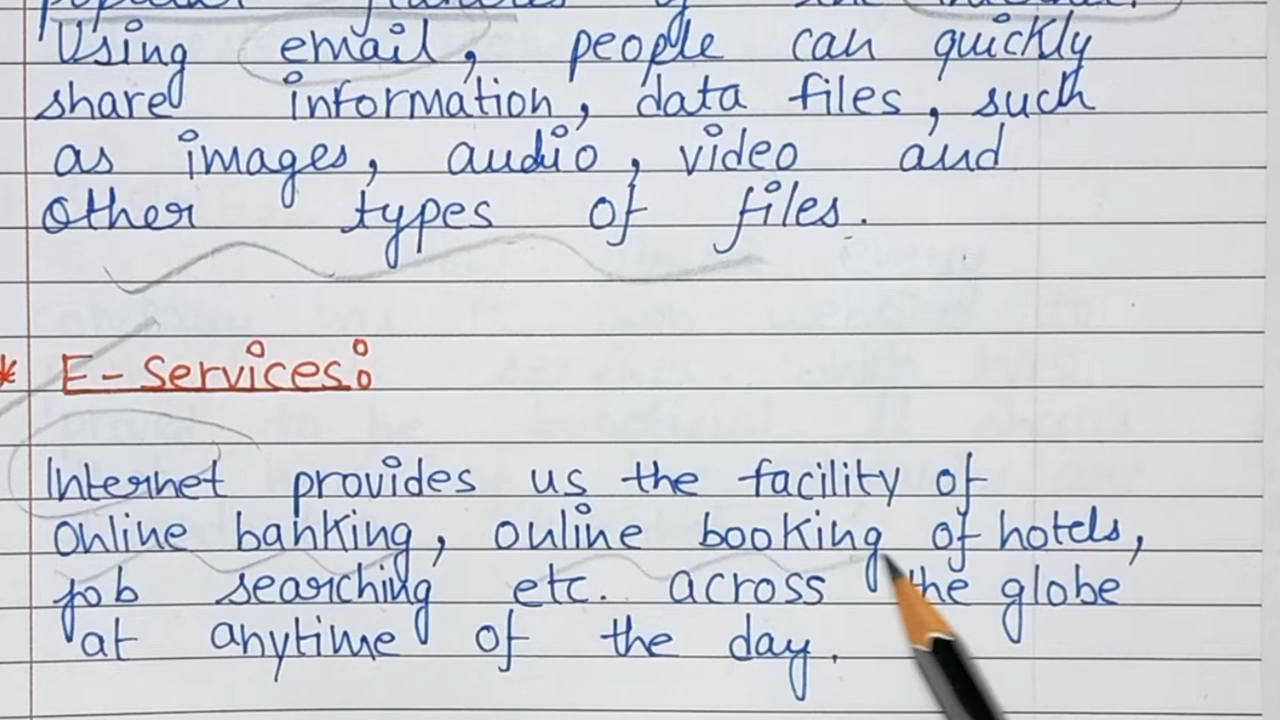 Using email, people can quickly
share information, data files, such
as images, audio, video and
other types of files.
* E-Services:
Internet provides us the facility of
online banking, online booking of hotels,
job searching etc. across the globe
at anytime of the day.